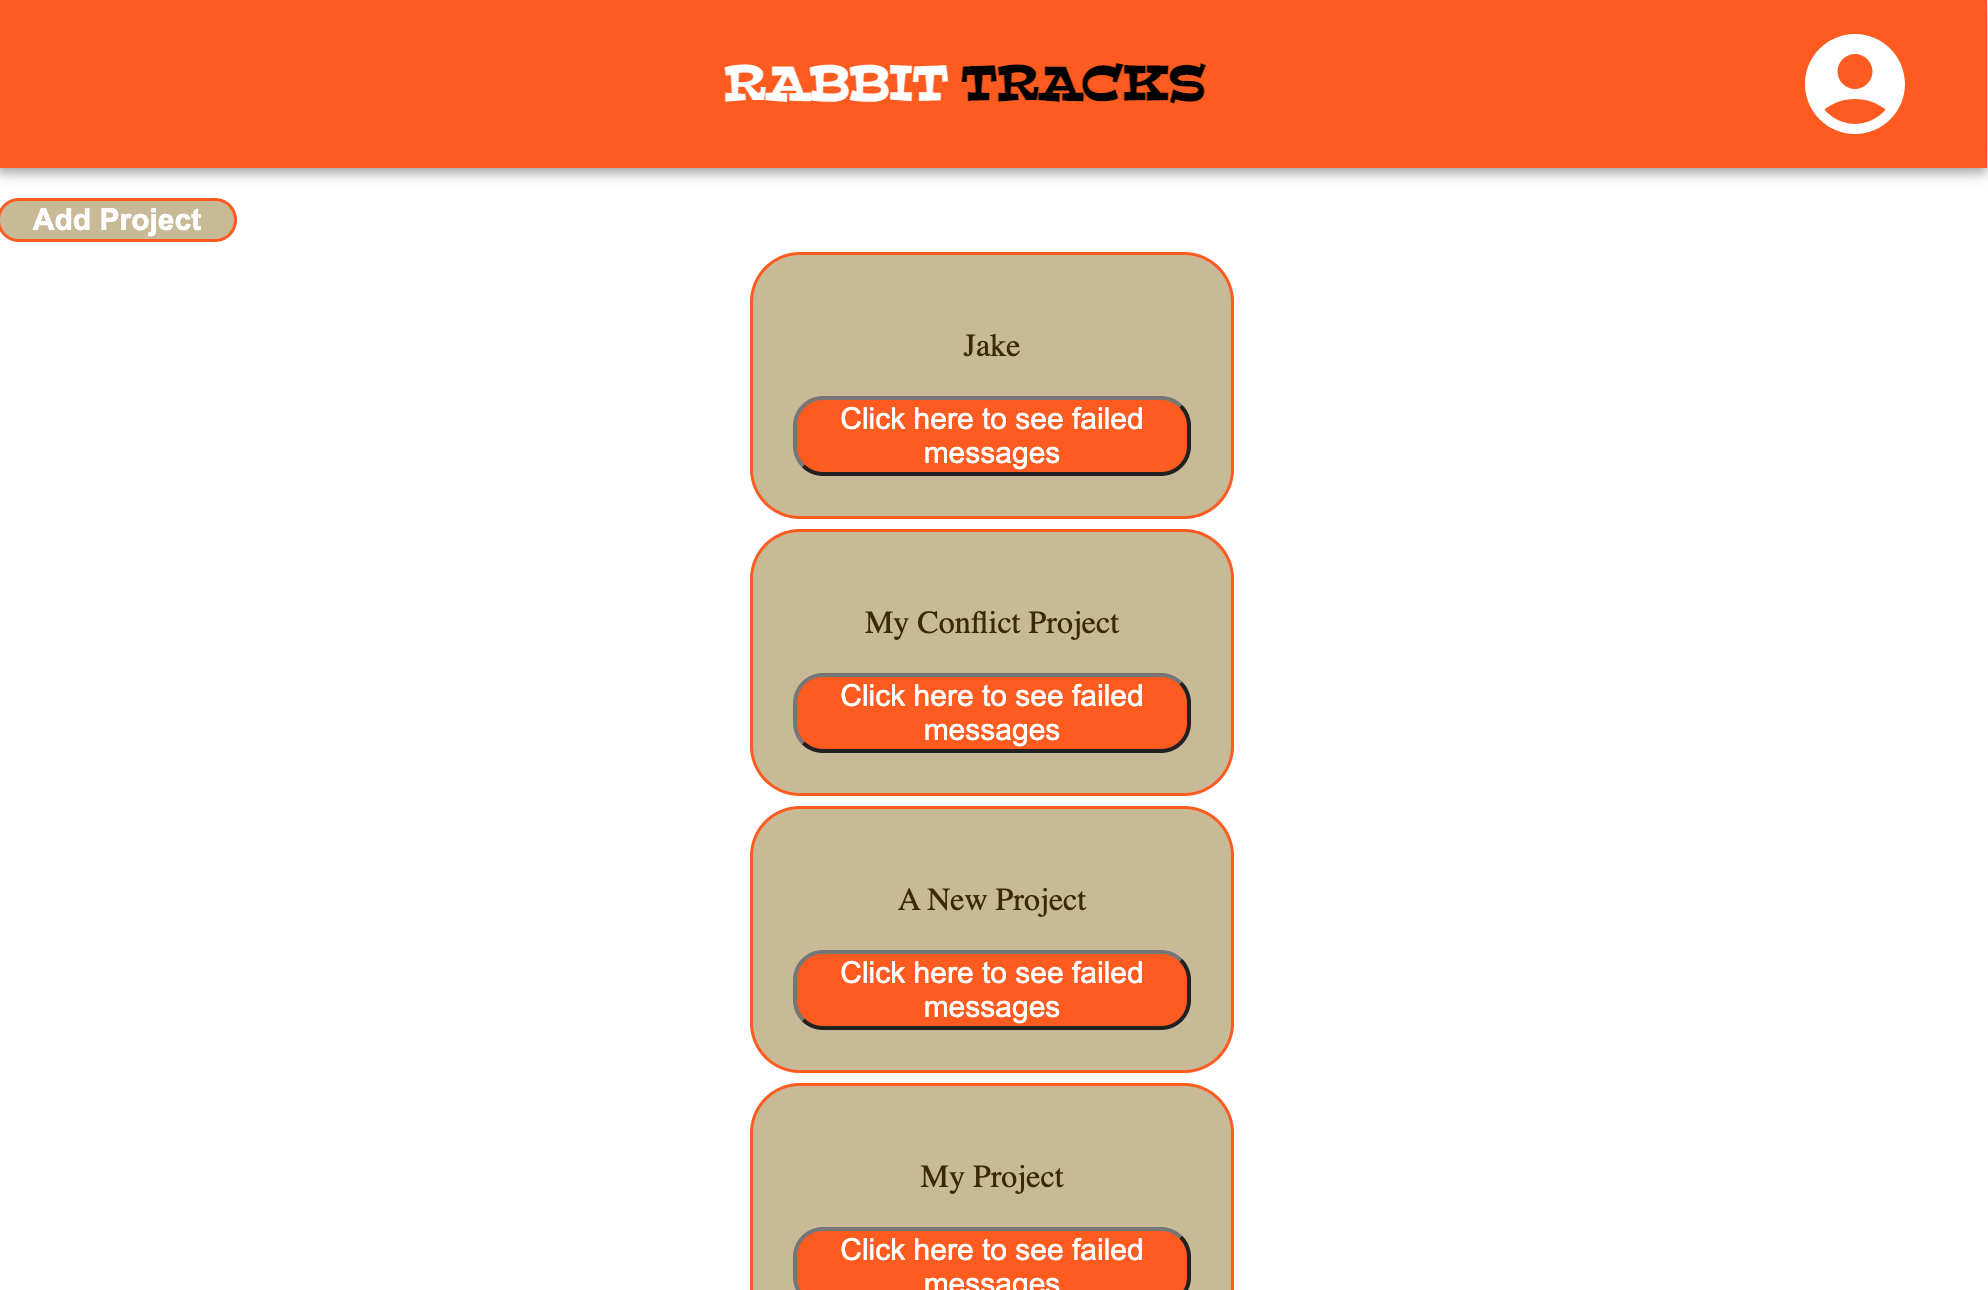 RABBIT TRACKS
Add Project
Jake
Click here to see failed
messages
My Conflict Project
Click here to see failed
messages
A New Project
Click here to see failed
messages
My Project
Click here to see failed
messages